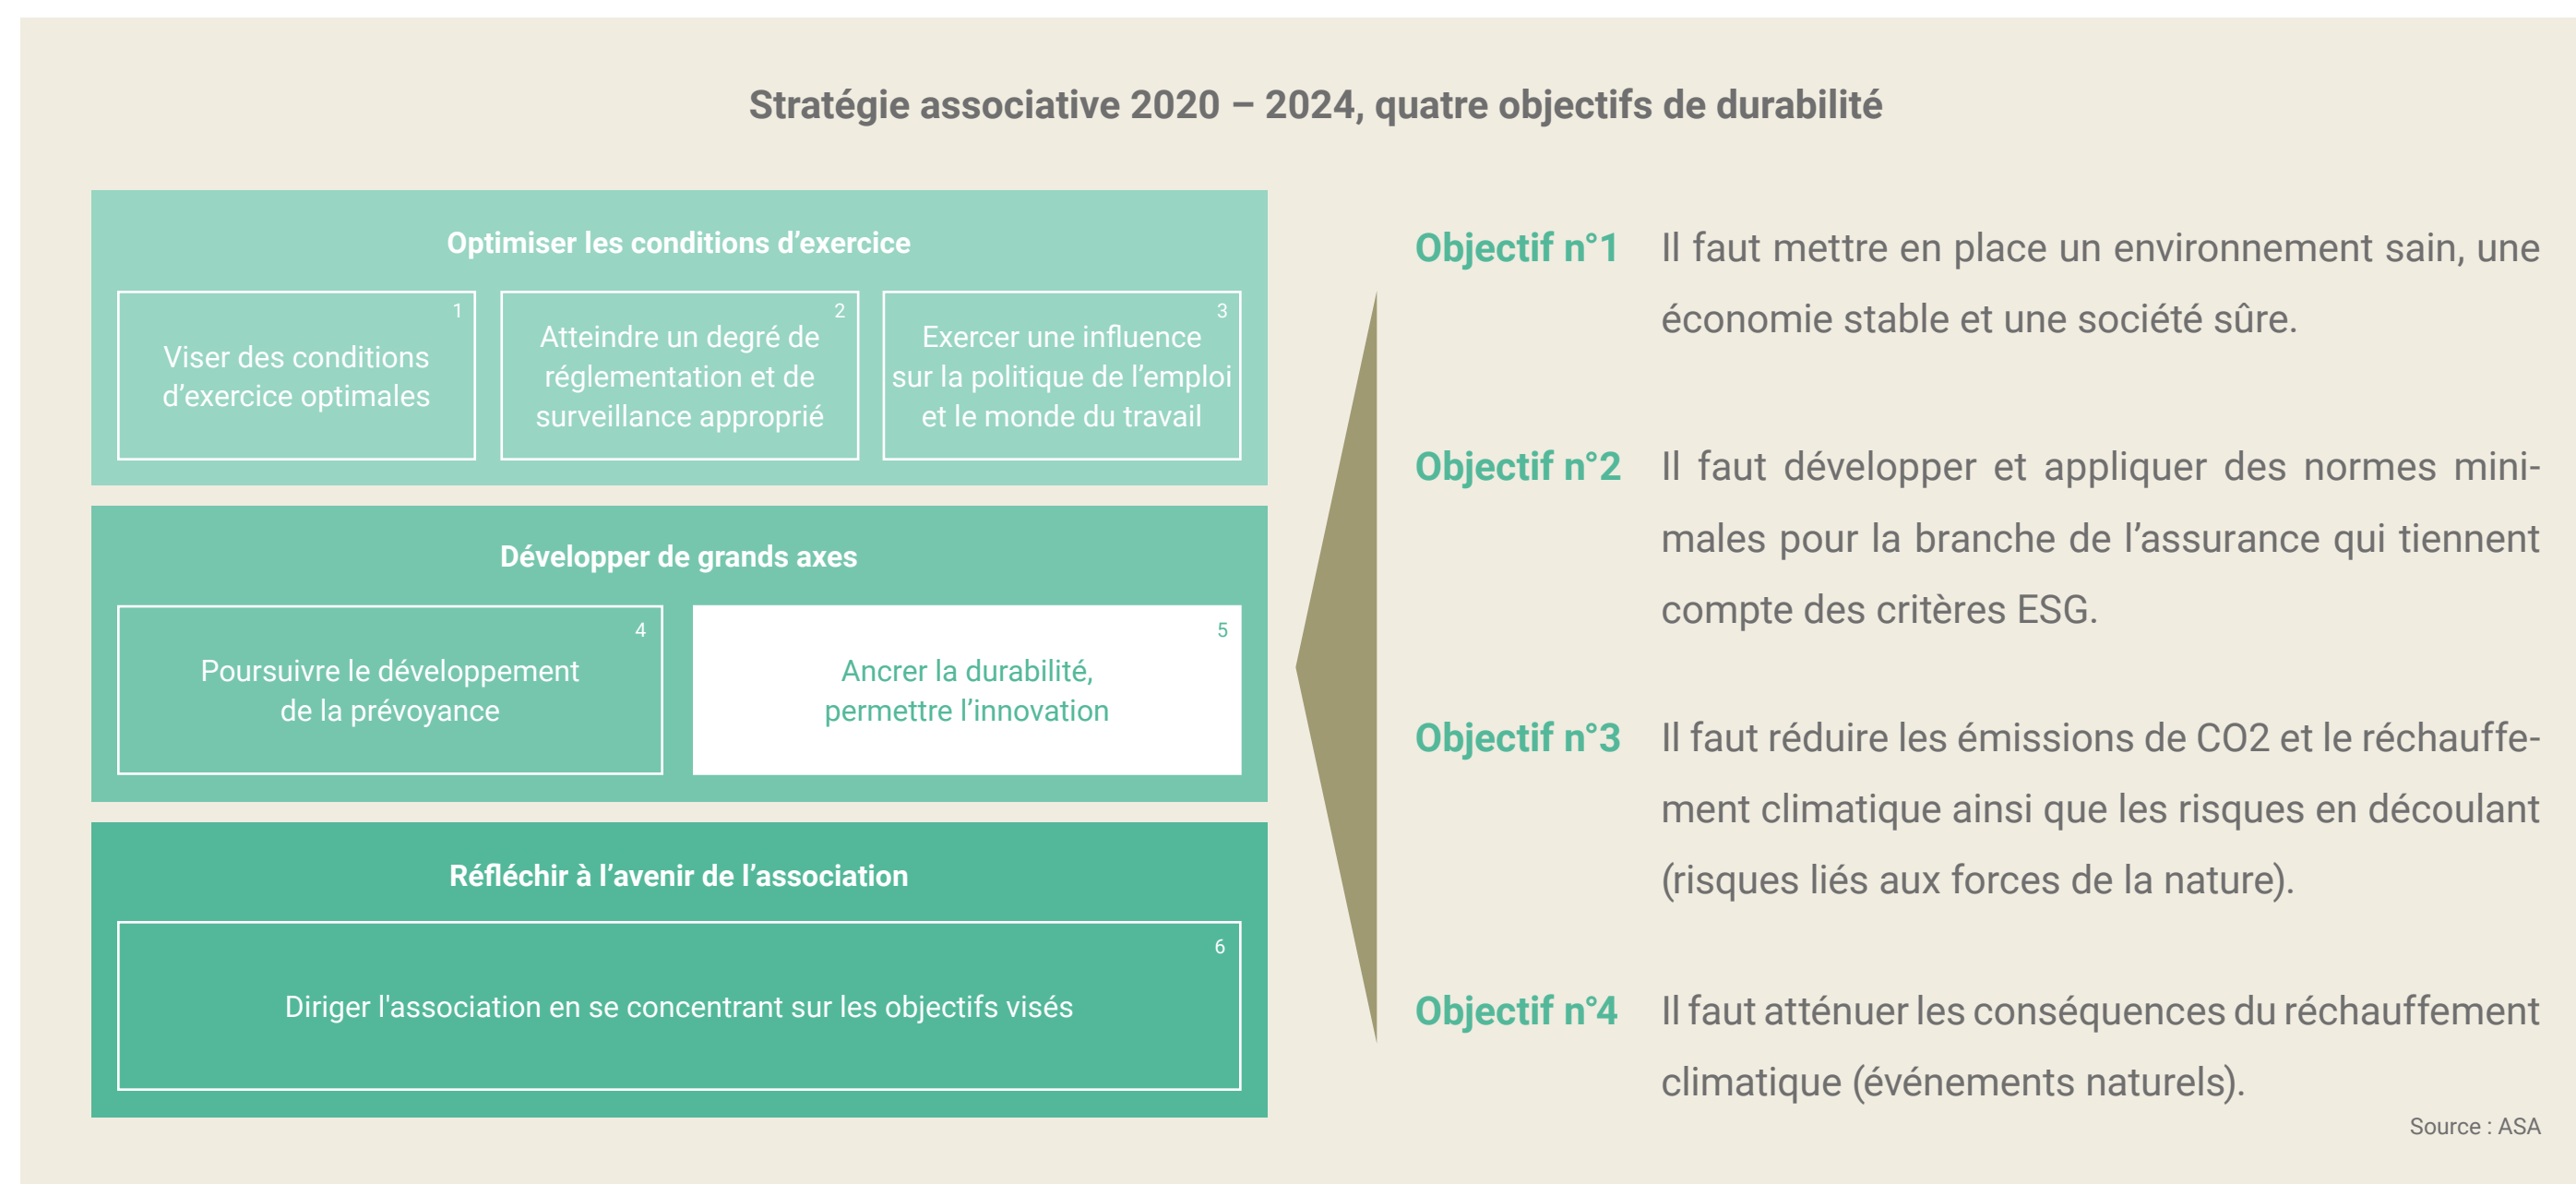 Stratégie associative 2020 – 2024, quatre objectifs de durabilité
Optimiser les conditions d’exercice
1
Viser des conditions
d’exercice optimales
2
Atteindre un degré de
réglementation et de
surveillance approprié
3
Exercer une influence
sur la politique de l’emploi
et le monde du travail
Développer de grands axes
4
Poursuivre le développement
de la prévoyance
5
Ancrer la durabilité,
permettre l’innovation
Réfléchir à l’avenir de l’association
6
Diriger l'association en se concentrant sur les objectifs visés
Objectif n°1 Il faut mettre en place un environnement sain, une
économie stable et une société sûre.
Objectif n°2 Il faut développer et appliquer des normes mini-
males pour la branche de l’assurance qui tiennent
compte des critères ESG.
Objectif n°3 Il faut réduire les émissions de CO2 et le réchauffe-
ment climatique ainsi que les risques en découlant
(risques liés aux forces de la nature).
Objectif n°4 Il faut atténuer les conséquences du réchauffement
climatique (événements naturels).
Source : ASA